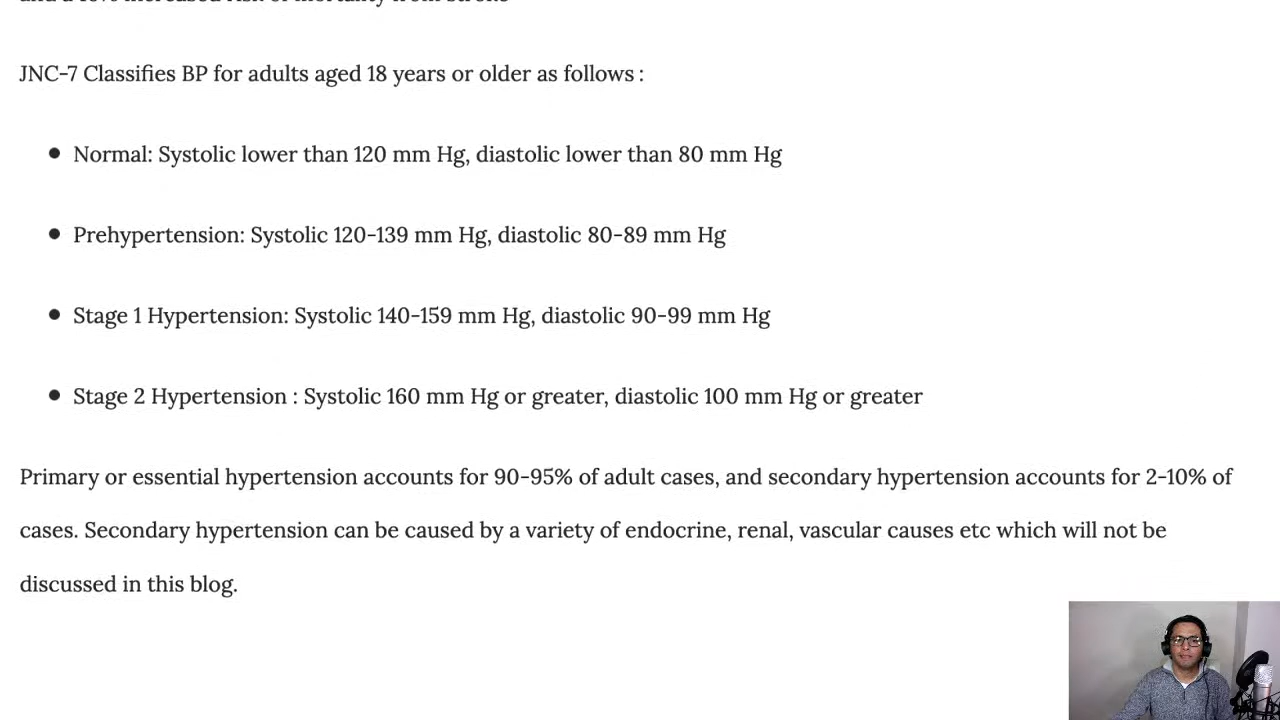 JNC-7 Classifies BP for adults aged 18 years or older as follows :
Normal: Systolic lower than 120 mm Hg, diastolic lower than 80 mm Hg
Prehypertension: Systolic 120-139 mm Hg, diastolic 80-89 mm Hg
Stage 1 Hypertension: Systolic 140-159 mm Hg, diastolic 90-99 mm Hg
Stage 2 Hypertension : Systolic 160 mm Hg or greater, diastolic 100 mm Hg or greater
Primary or essential hypertension accounts for 90-95% of adult cases, and secondary hypertension accounts for 2-10% of
cases. Secondary hypertension can be caused by a variety of endocrine, renal, vascular causes etc which will not be
discussed in this blog.